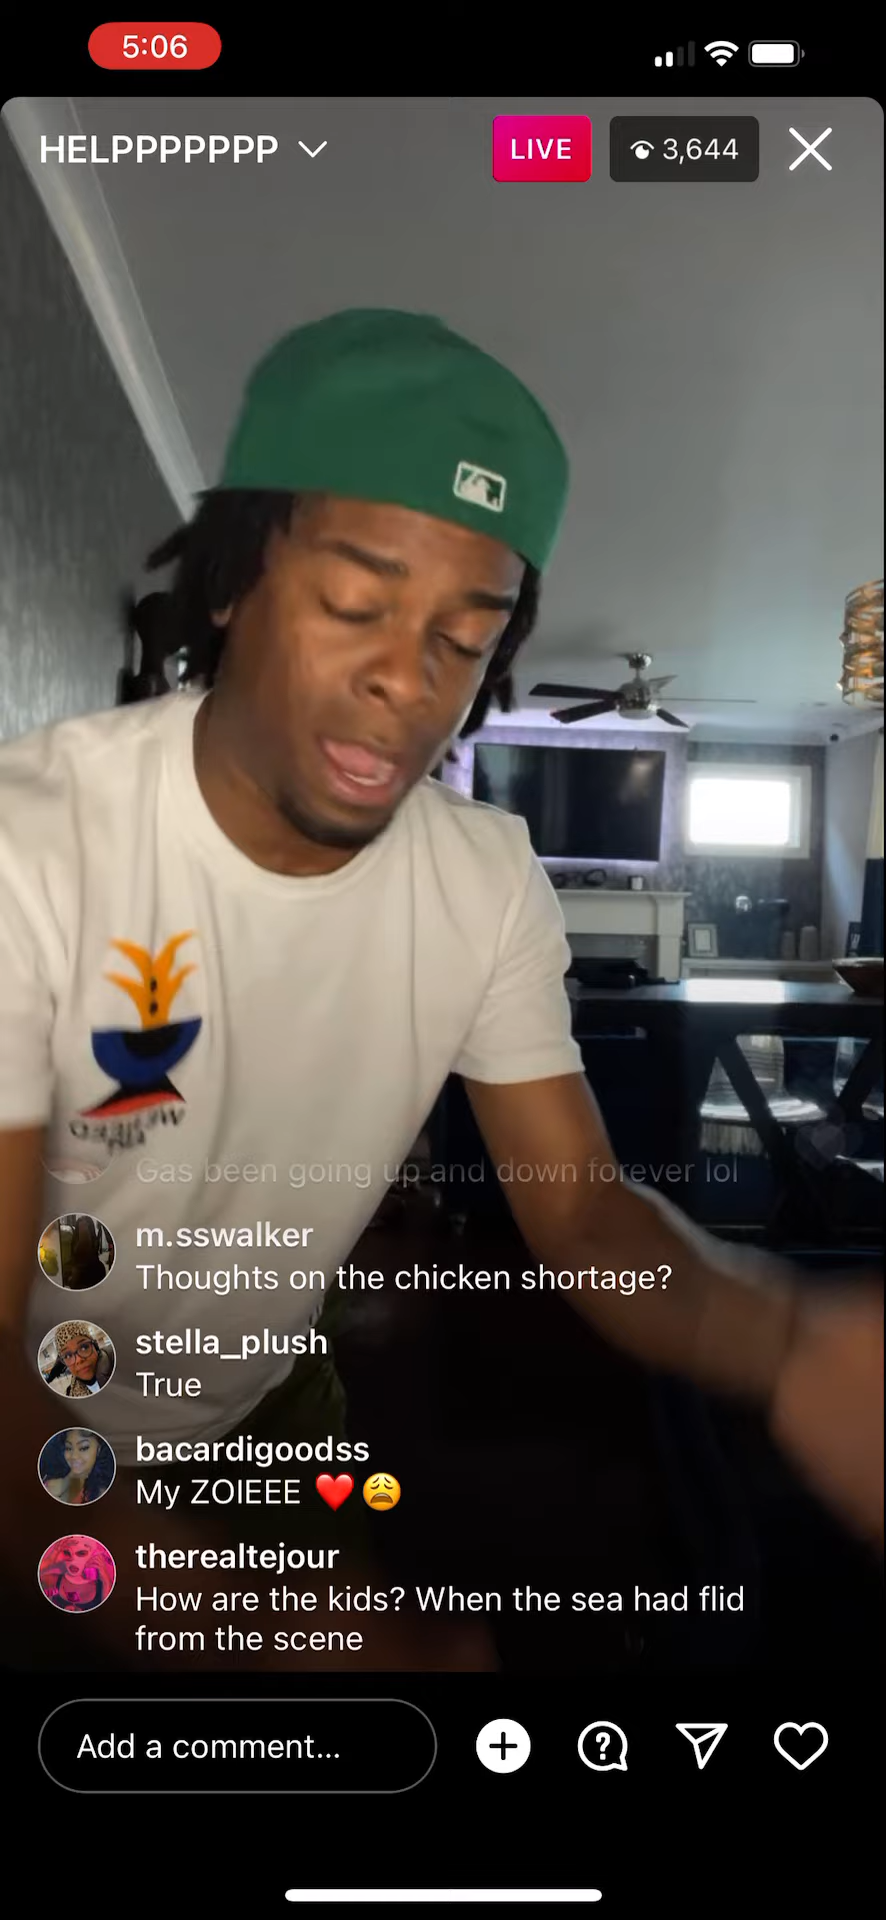 5:06
HELPPPPPPP
LIVE
3,644
Gas been going up and down forever lol
m.sswalker
Thoughts on the chicken shortage?
stella_plush
True
bacardigoodss
My ZOIEEE ❤️😩
therealtejour
How are the kids? When the sea had flid
from the scene
Add a comment...